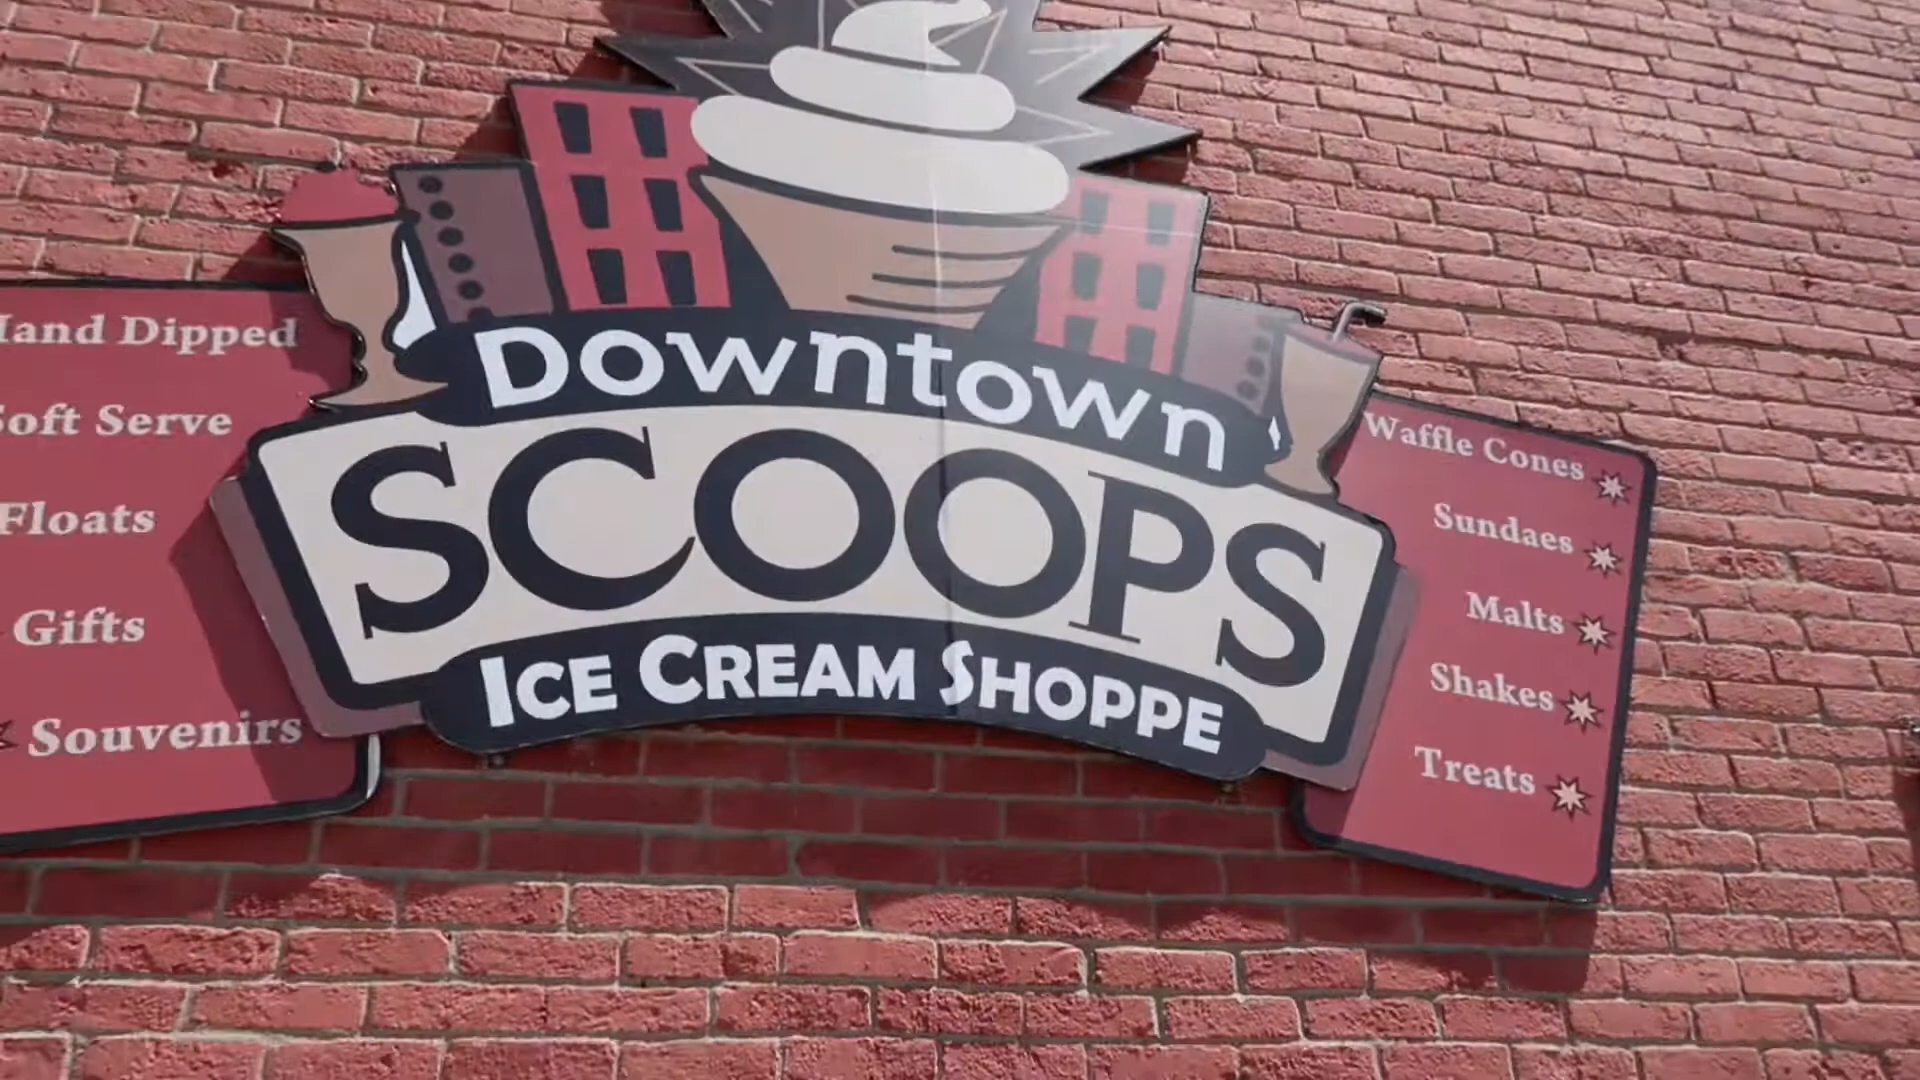 Hand Dipped
Soft Serve
Floats
Gifts
Souvenirs
Downtown
SCOOPS
ICE CREAM SHOPPE
Waffle Cones
Sundaes
Malts
Shakes
Treats